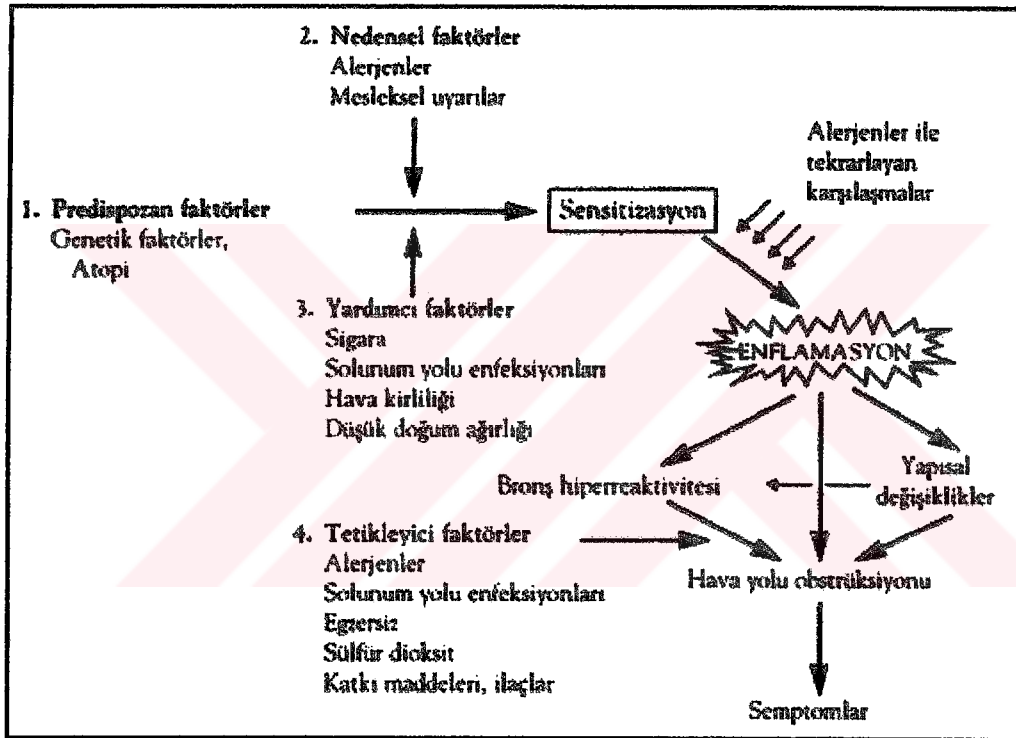 2. Nedensel faktörler
Alerjenler
Mesleksel uyarılar
Alerjenler ile
tekrarlayan
karşılaşmalar
1. Predispozan faktörler
Genetik faktörler,
Atopi
Sensitizasyon
3. Yardımcı faktörler
Sigara
Solunum yolu enfeksiyonları
Hava kirliliği
Düşük doğum ağırlığı
ENFLAMASYON
Bronş hiperreaktivitesi
Yapısal
değişiklikler
4. Tetikleyici faktörler
Alerjenler
Solunum yolu enfeksiyonları
Egzersiz
Sülfür dioksit
Katkı maddeleri, ilaçlar
Hava yolu obstrüksiyonu
Semptomlar